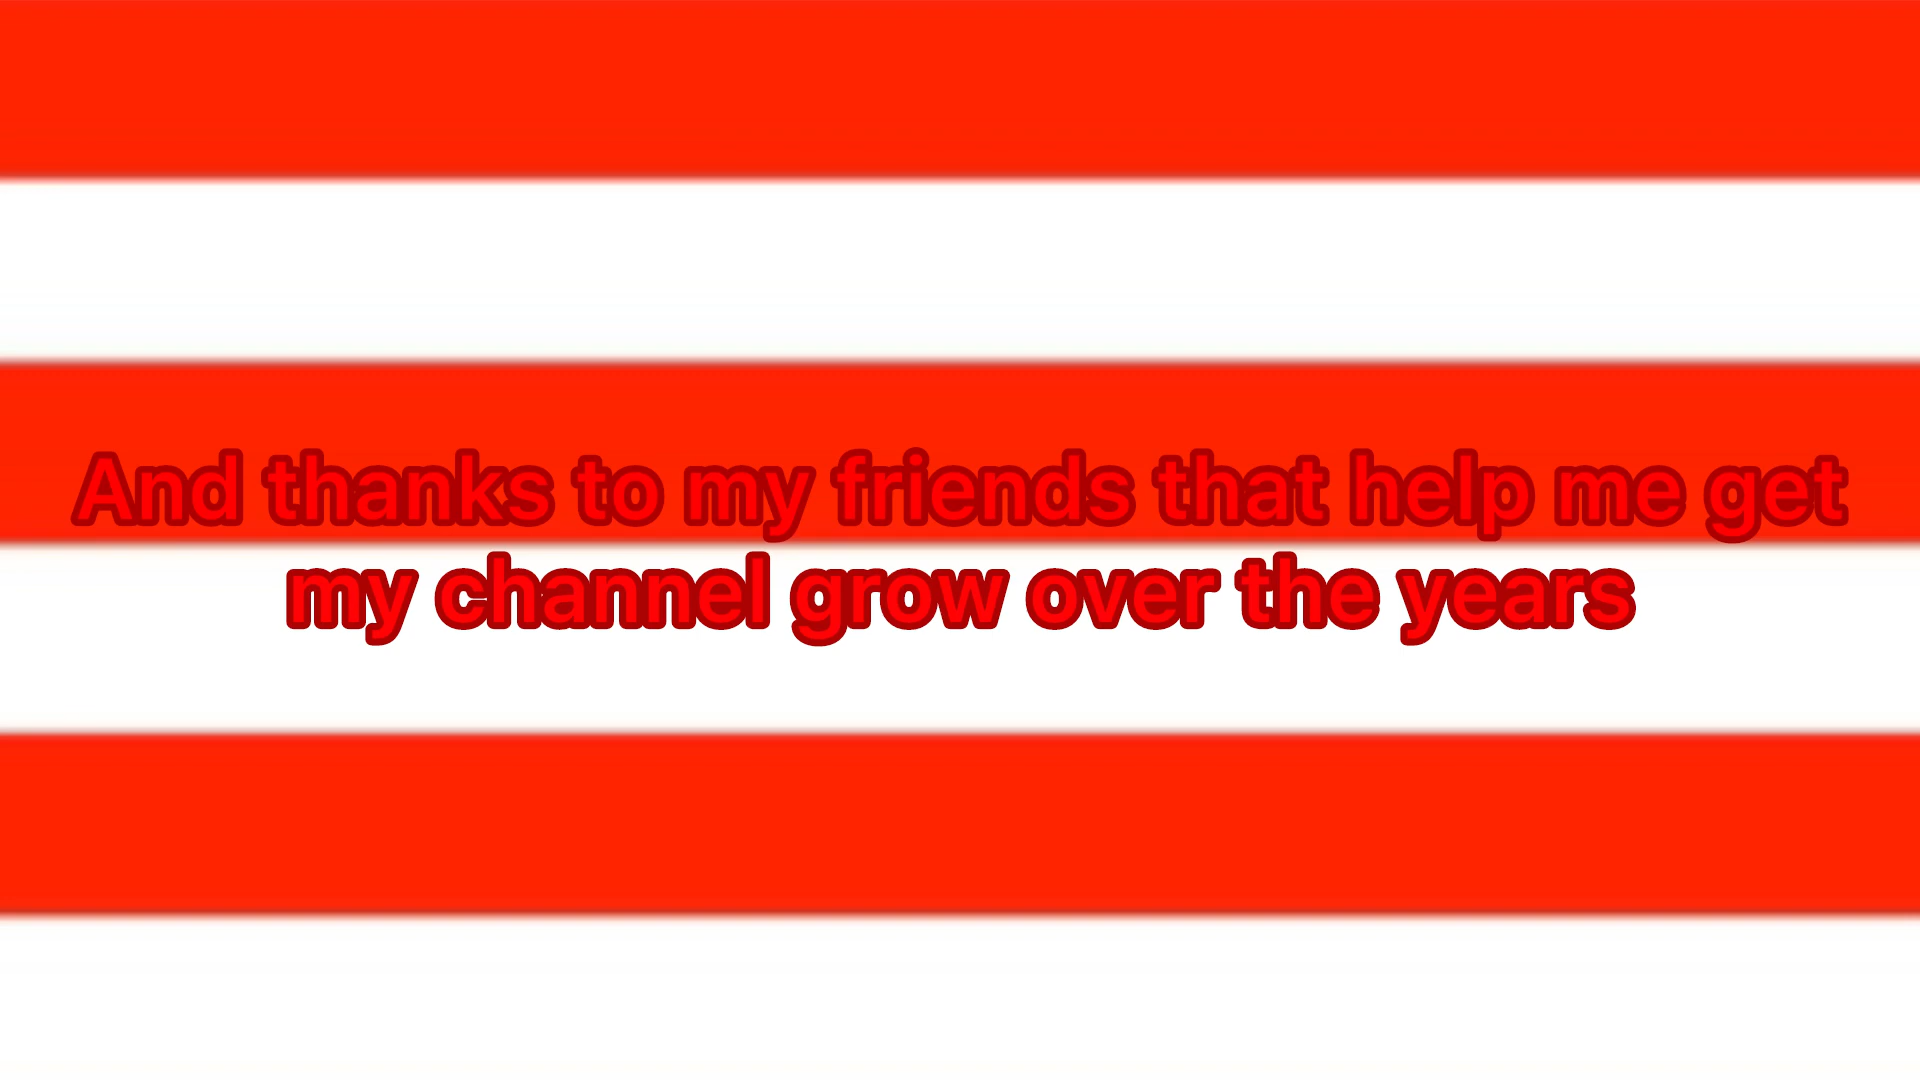 And thanks to my friends that help me get
my channel grow over the years